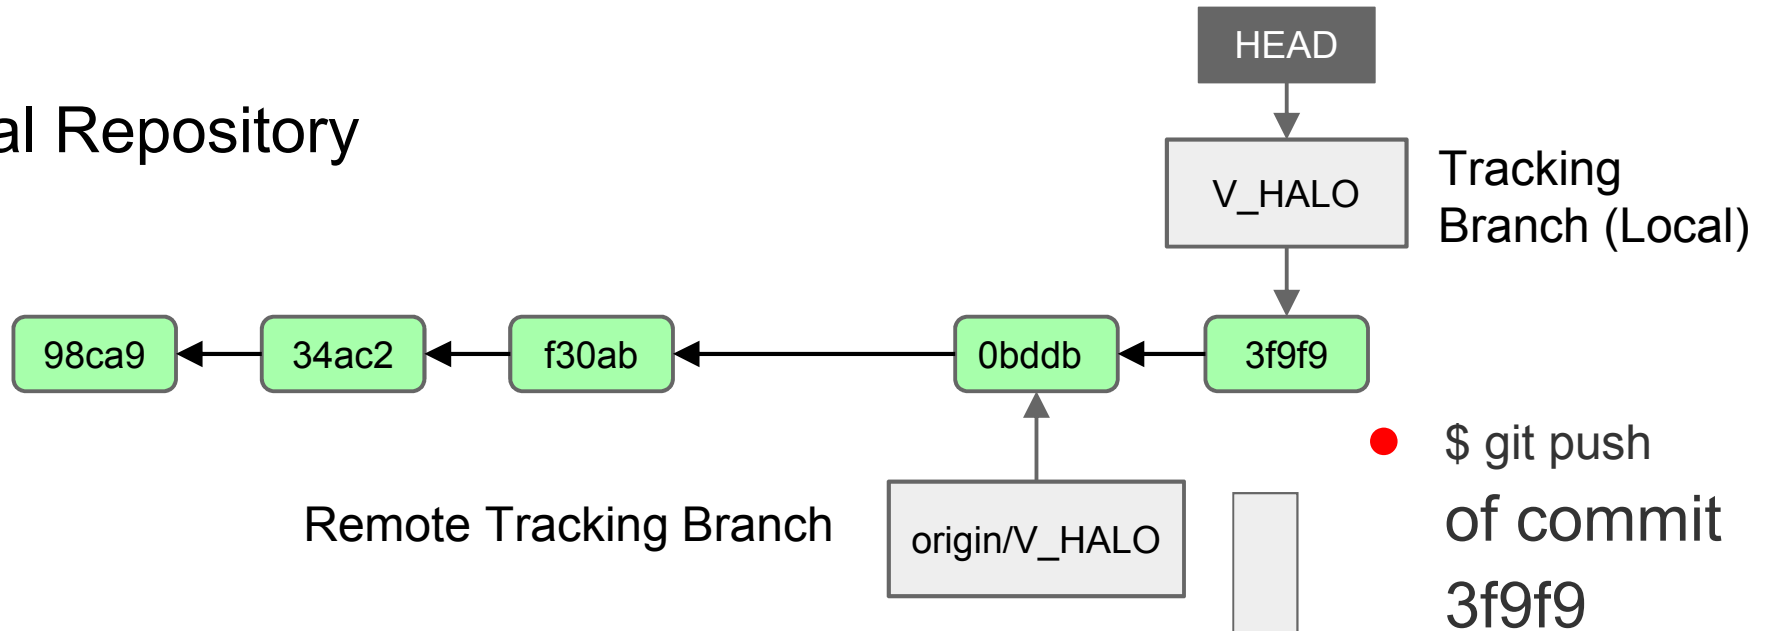 HEAD
al Repository
V_HALO
Tracking
Branch (Local)
98ca9
34ac2
f30ab
0bddb
3f9f9
$ git push
of commit
3f9f9
Remote Tracking Branch
origin/V_HALO